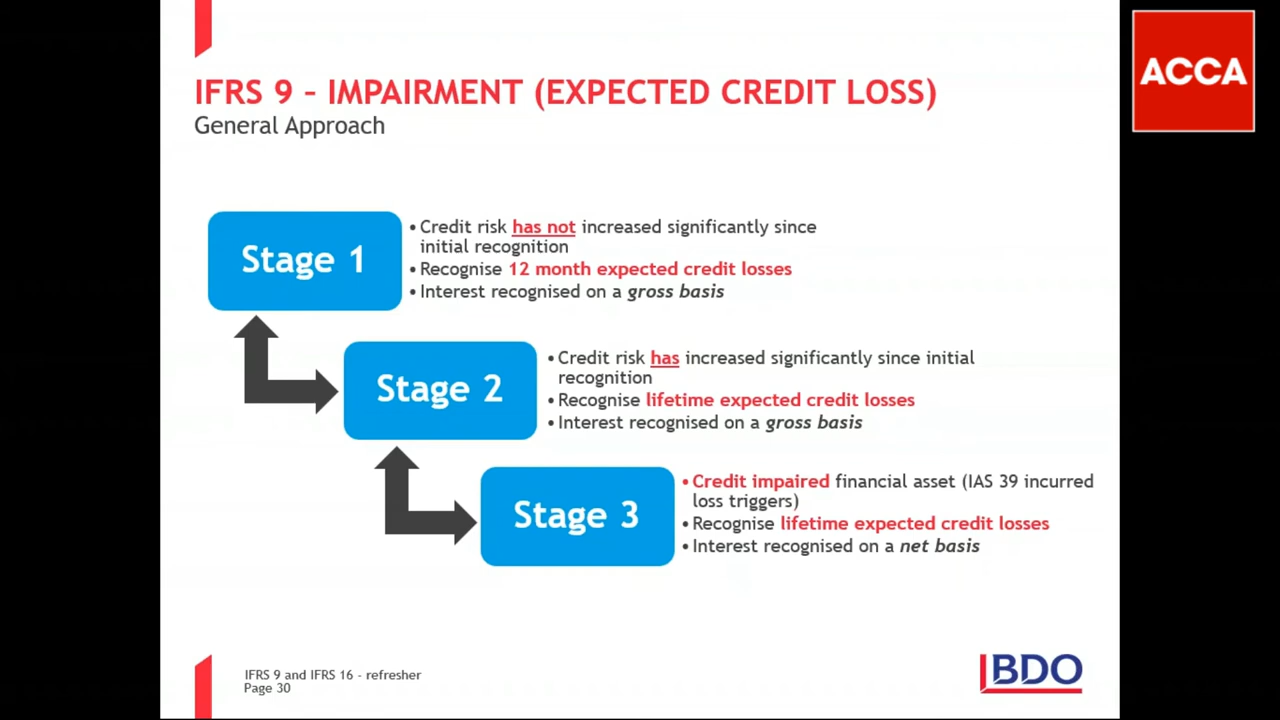 ACCA
IFRS 9 – IMPAIRMENT (EXPECTED CREDIT LOSS)
General Approach
Stage 1
• Credit risk has not increased significantly since
initial recognition
• Recognise 12 month expected credit losses
• Interest recognised on a gross basis
Stage 2
• Credit risk has increased significantly since initial
recognition
• Recognise lifetime expected credit losses
• Interest recognised on a gross basis
Stage 3
• Credit impaired financial asset (IAS 39 incurred
loss triggers)
• Recognise lifetime expected credit losses
• Interest recognised on a net basis
IFRS 9 and IFRS 16 - refresher
Page 30
BDO